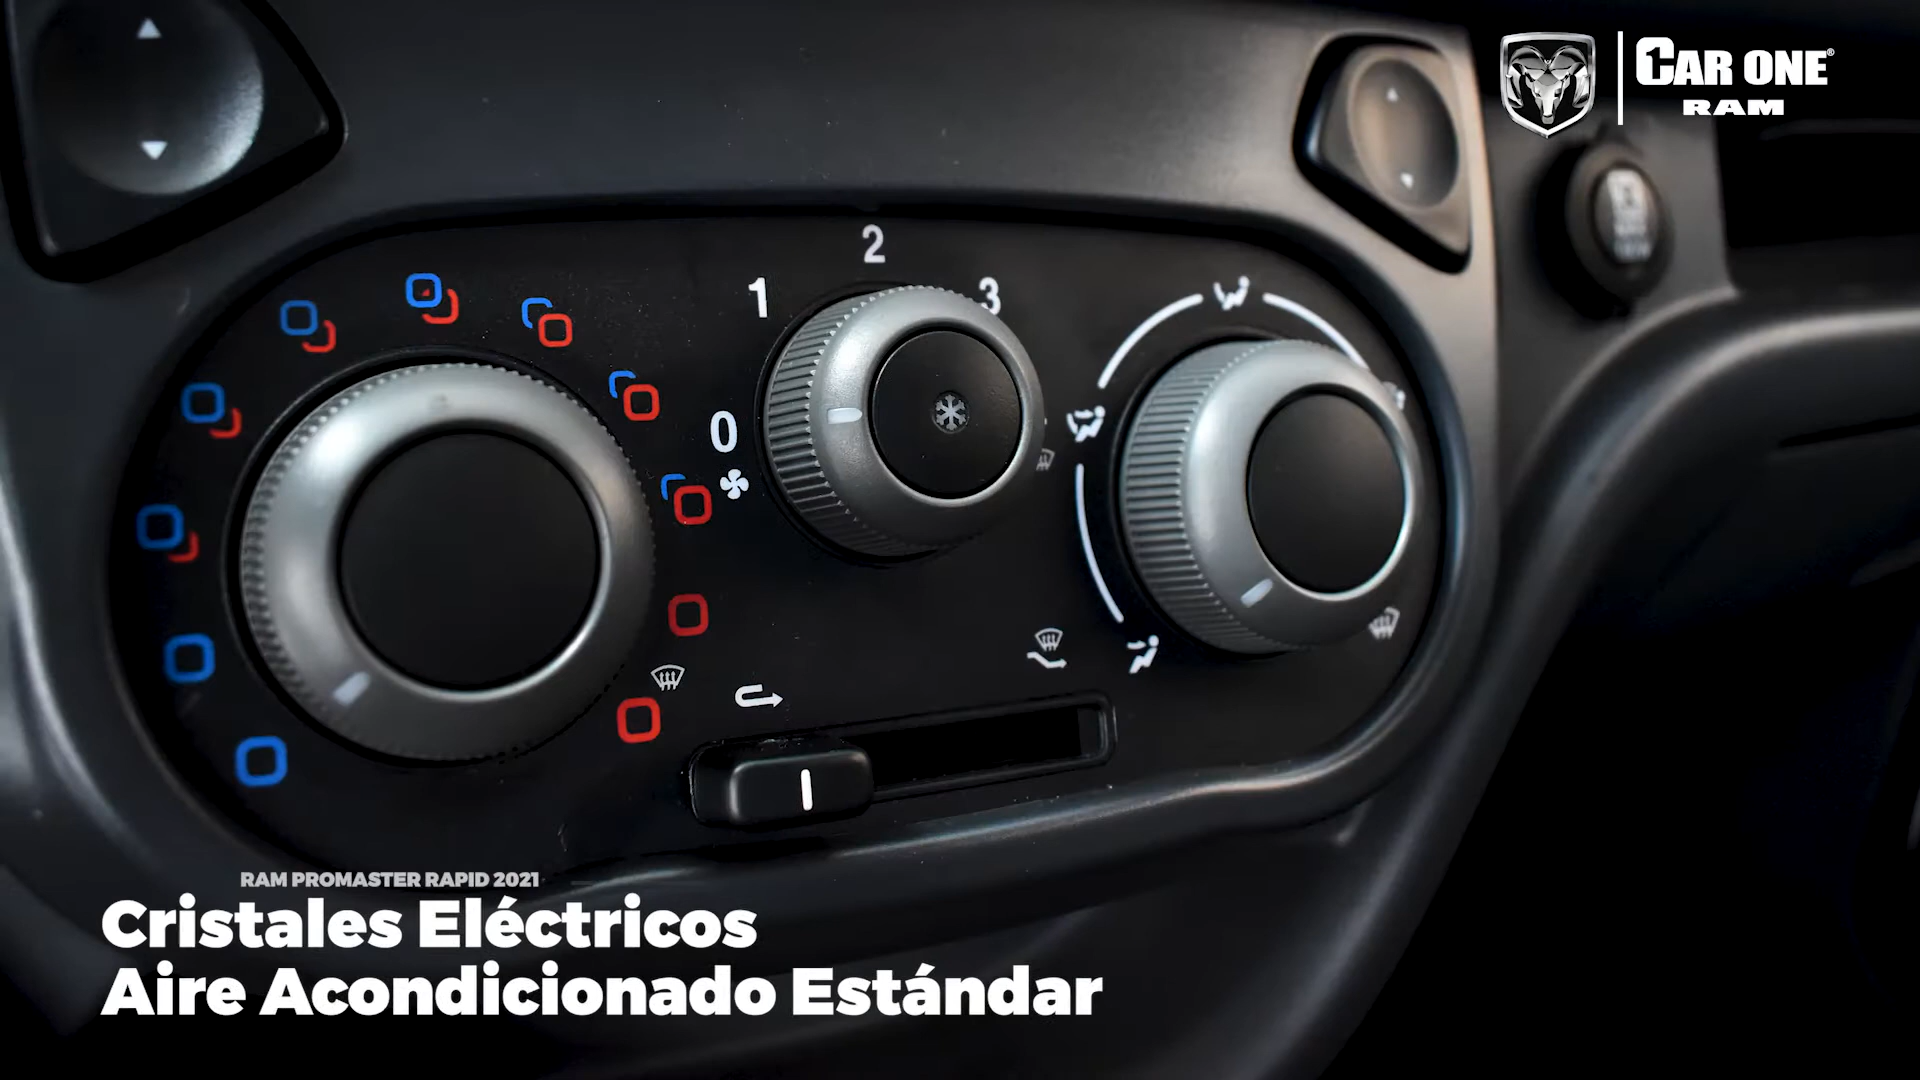 CAR ONE®
RAM
2
1
3
0
RAM PROMASTER RAPID 2021
Cristales Eléctricos
Aire Acondicionado Estándar